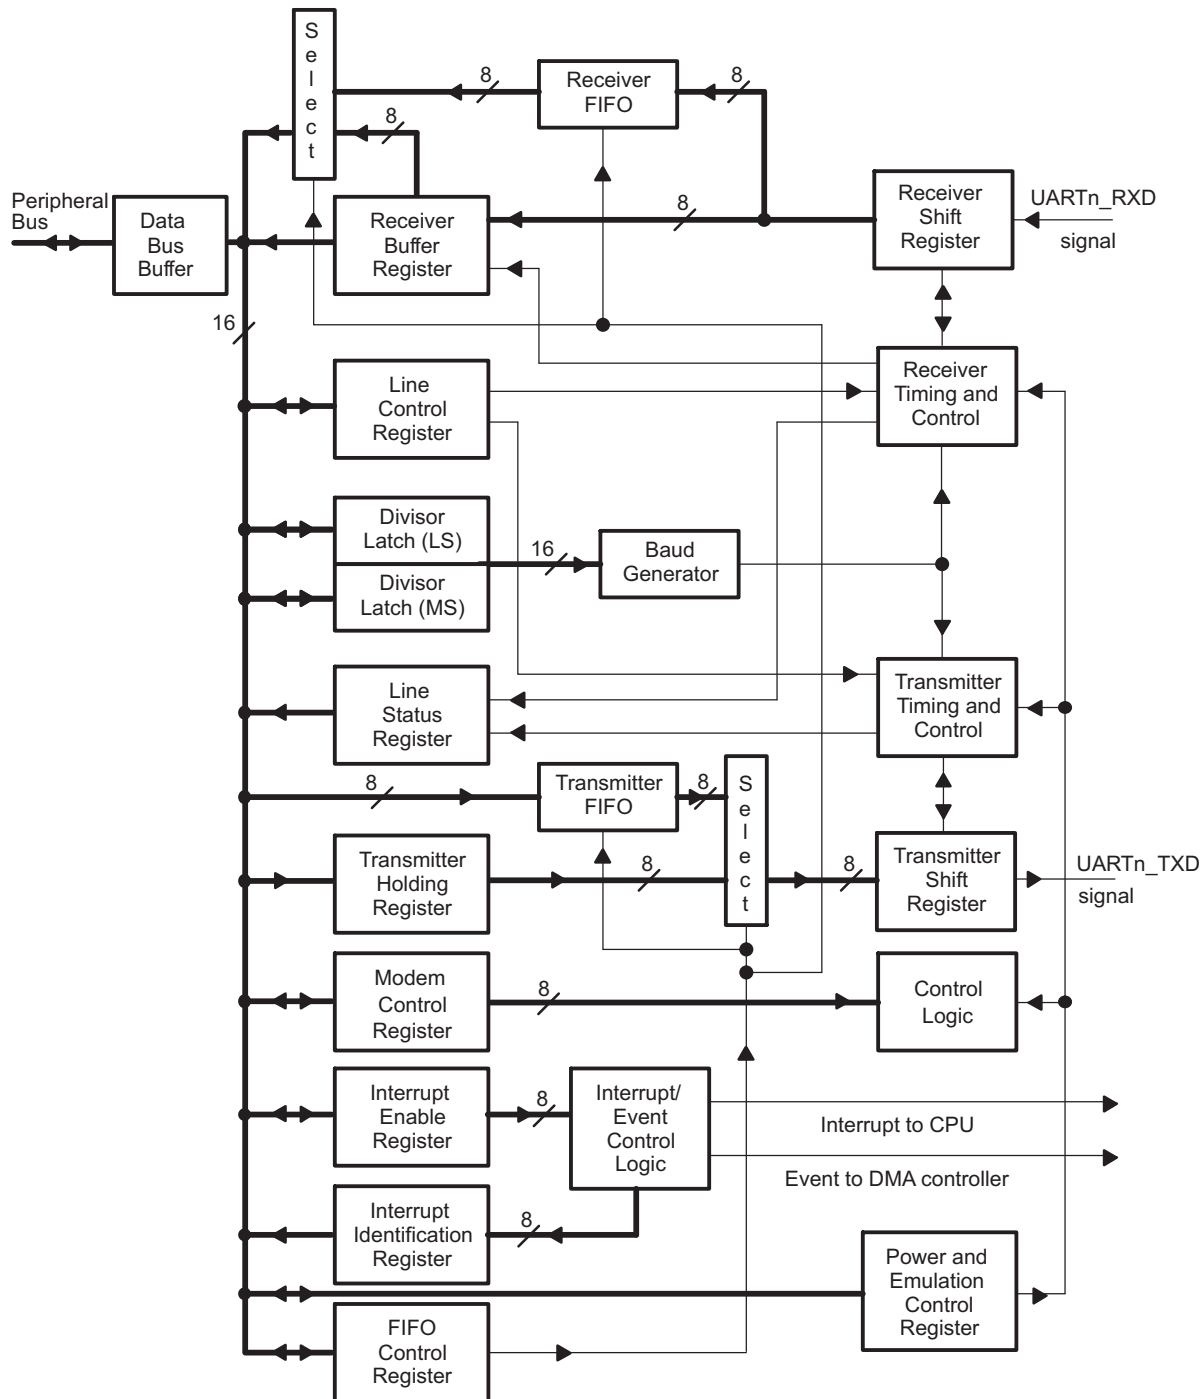 S
e
l
e
c
t
8
Receiver
FIFO
8
8
Peripheral
Bus
Data
Bus
Buffer
Receiver
Buffer
Register
8
Receiver
Shift
Register
UARTn_RXD
signal
16
Line
Control
Register
Receiver
Timing and
Control
Divisor
Latch (LS)
Divisor
Latch (MS)
16
Baud
Generator
Line
Status
Register
Transmitter
Timing and
Control
8
Transmitter
FIFO
8
S
e
l
e
c
t
Transmitter
Holding
Register
8
8
Transmitter
Shift
Register
UARTn_TXD
signal
Modem
Control
Register
8
Control
Logic
Interrupt
Enable
Register
8
Interrupt/
Event
Control
Logic
Interrupt to CPU
Event to DMA controller
Interrupt
Identification
Register
8
Power and
Emulation
Control
Register
FIFO
Control
Register